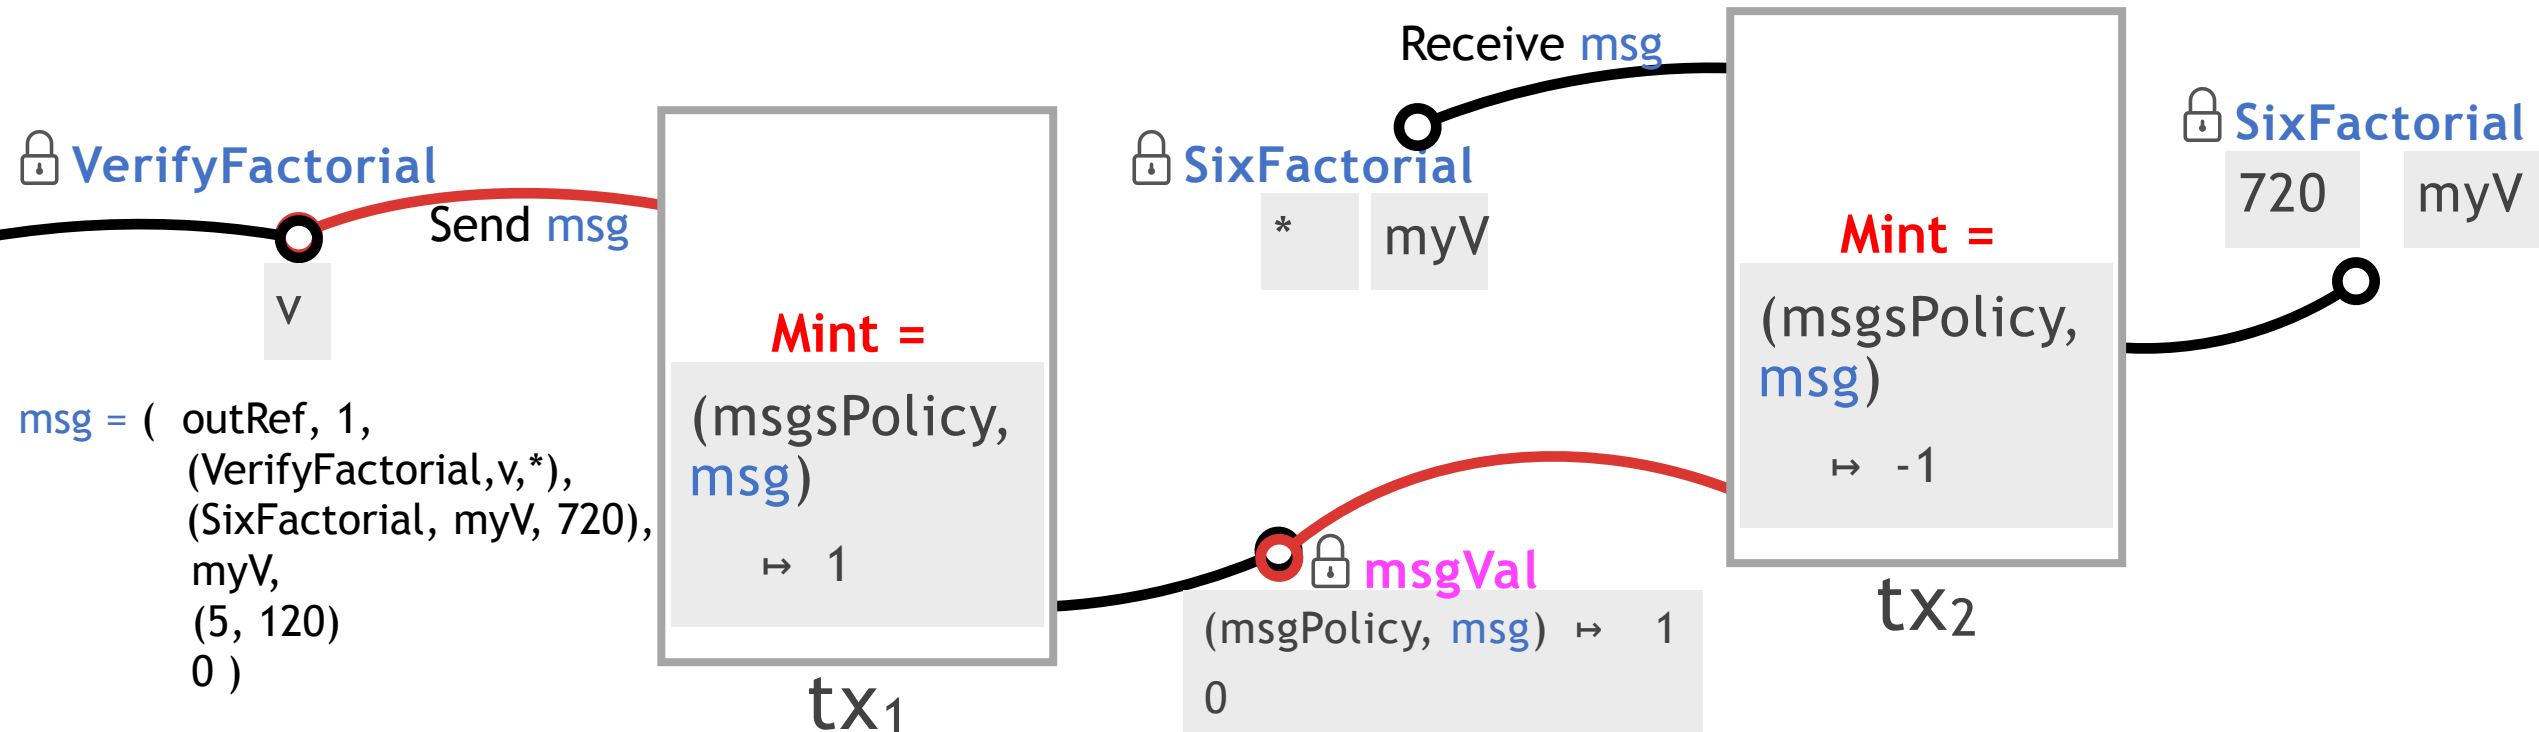 VerifyFactorial
Send msg
v
msg = ( outRef, 1,
(VerifyFactorial,v,*),
(SixFactorial, myV, 720),
myV,
(5, 120)
0 )
Mint =
(msgsPolicy,
msg)
↦ 1
tx₁
Receive msg
SixFactorial
* myV
msgVal
(msgPolicy, msg) ↦ 1
0
Mint =
(msgsPolicy,
msg)
↦ -1
tx₂
SixFactorial
720 myV